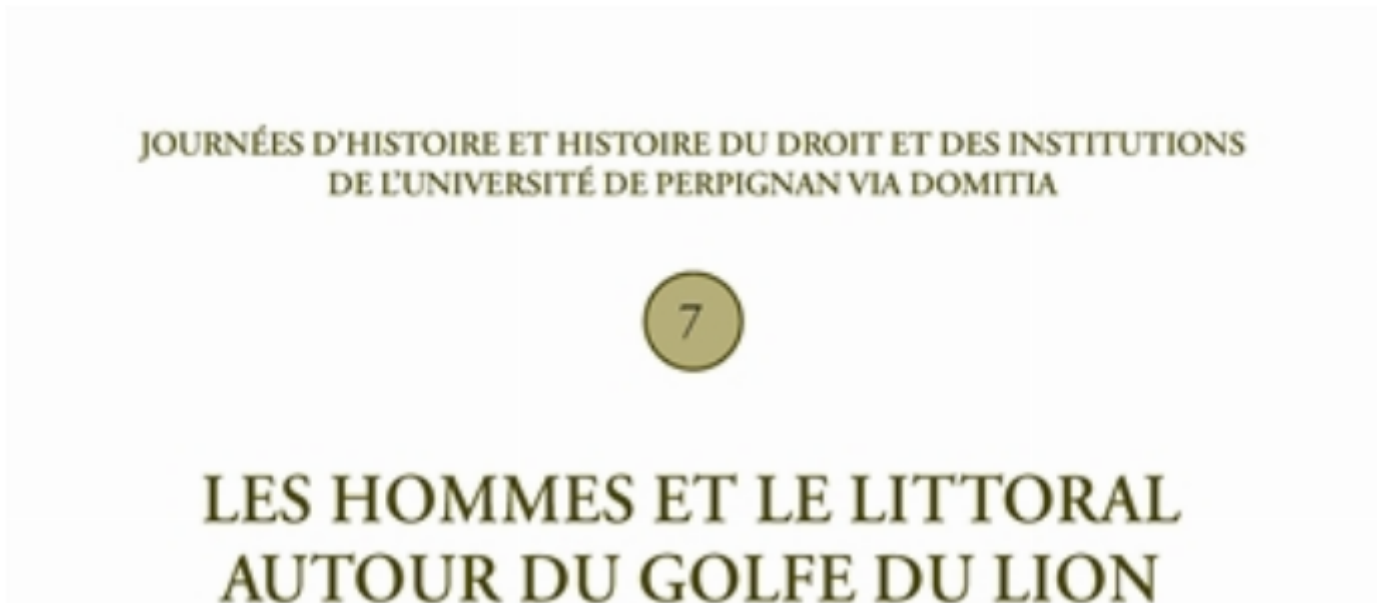 JOURNÉES D'HISTOIRE ET HISTOIRE DU DROIT ET DES INSTITUTIONS
DE L'UNIVERSITÉ DE PERPIGNAN VIA DOMITIA
7
LES HOMMES ET LE LITTORAL
AUTOUR DU GOLFE DU LION